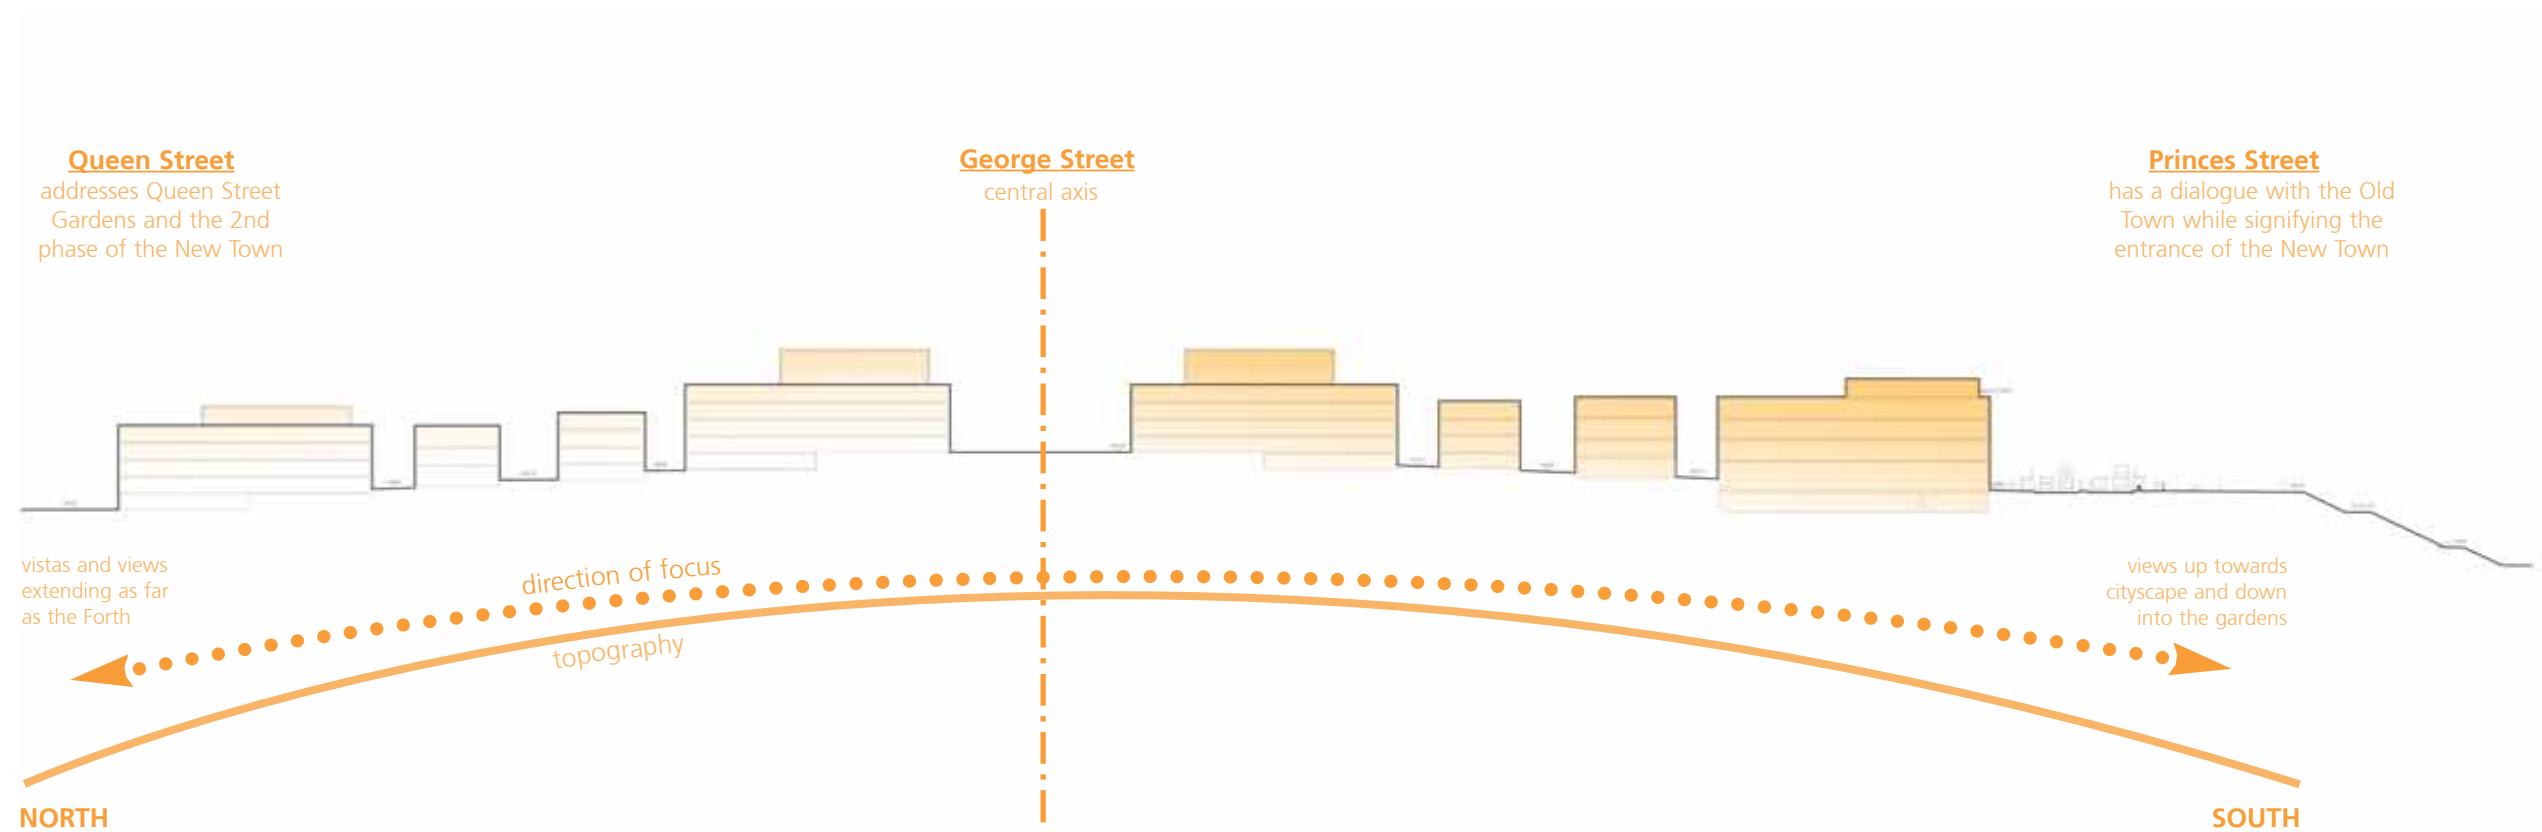 Queen Street
addresses Queen Street
Gardens and the 2nd
phase of the New Town
George Street
central axis
Princes Street
has a dialogue with the Old
Town while signifying the
entrance of the New Town
vistas and views
extending as far
as the Forth
direction of focus
topography
views up towards
cityscape and down
into the gardens
NORTH
SOUTH